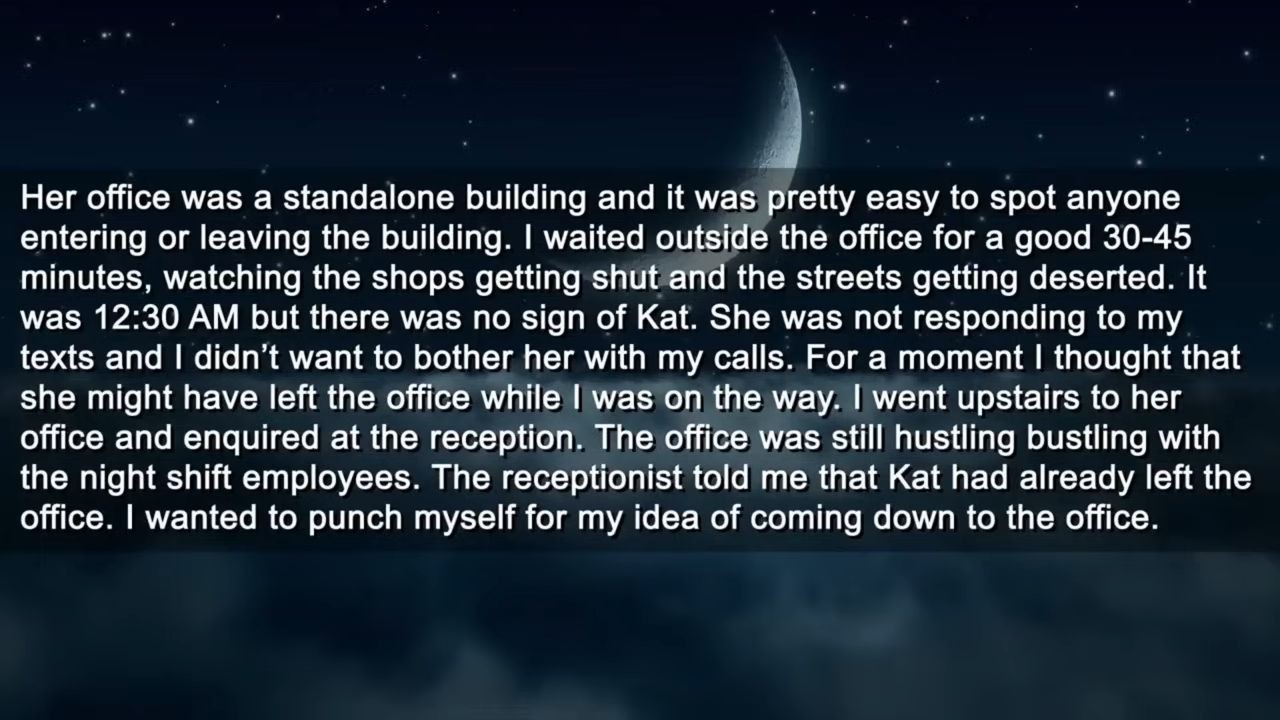 Her office was a standalone building and it was pretty easy to spot anyone
entering or leaving the building. I waited outside the office for a good 30-45
minutes, watching the shops getting shut and the streets getting deserted. It
was 12:30 AM but there was no sign of Kat. She was not responding to my
texts and I didn’t want to bother her with my calls. For a moment I thought that
she might have left the office while I was on the way. I went upstairs to her
office and enquired at the reception. The office was still hustling bustling with
the night shift employees. The receptionist told me that Kat had already left the
office. I wanted to punch myself for my idea of coming down to the office.